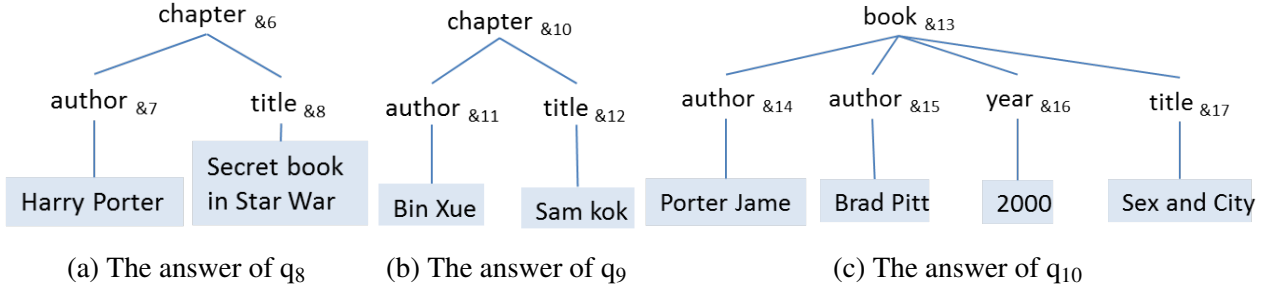 chapter &6
author &7
title &8
Harry Porter
Secret book
in Star War
(a) The answer of q8
chapter &10
author &11
title &12
Bin Xue
Sam kok
(b) The answer of q9
book &13
author &14
author &15
year &16
title &17
Porter Jame
Brad Pitt
2000
Sex and City
(c) The answer of q10